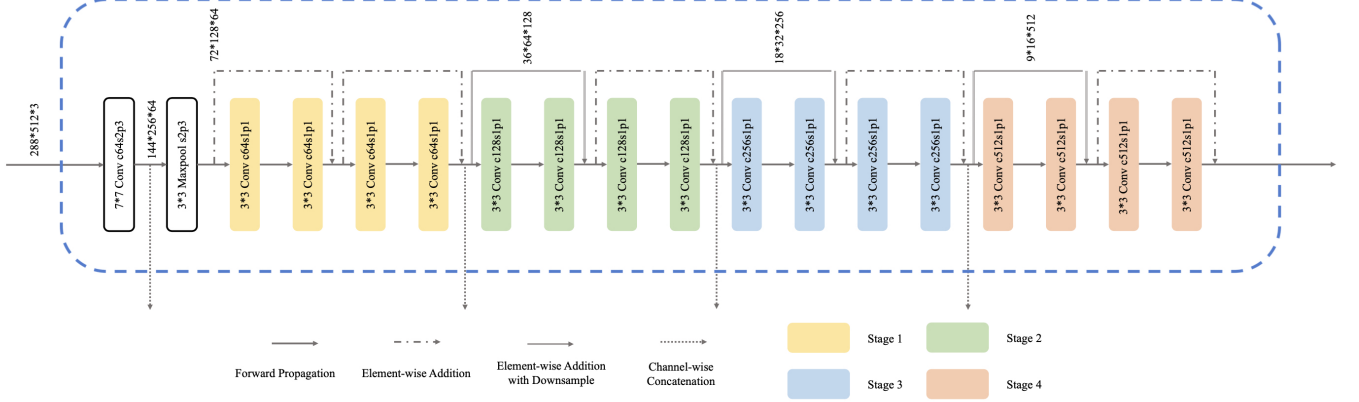 288*512*3
7*7 Conv c64s2p3
144*256*64
3*3 Maxpool s2p3
72*128*64
3*3 Conv c64s1p1
3*3 Conv c64s1p1
3*3 Conv c64s1p1
3*3 Conv c64s1p1
36*64*128
3*3 Conv c128s1p1
3*3 Conv c128s1p1
3*3 Conv c128s1p1
3*3 Conv c128s1p1
18*32*256
3*3 Conv c256s1p1
3*3 Conv c256s1p1
3*3 Conv c256s1p1
3*3 Conv c256s1p1
9*16*512
3*3 Conv c512s1p1
3*3 Conv c512s1p1
3*3 Conv c512s1p1
3*3 Conv c512s1p1
Forward Propagation
Element-wise Addition
Element-wise Addition
with Downsample
Channel-wise
Concatenation
Stage 1
Stage 2
Stage 3
Stage 4